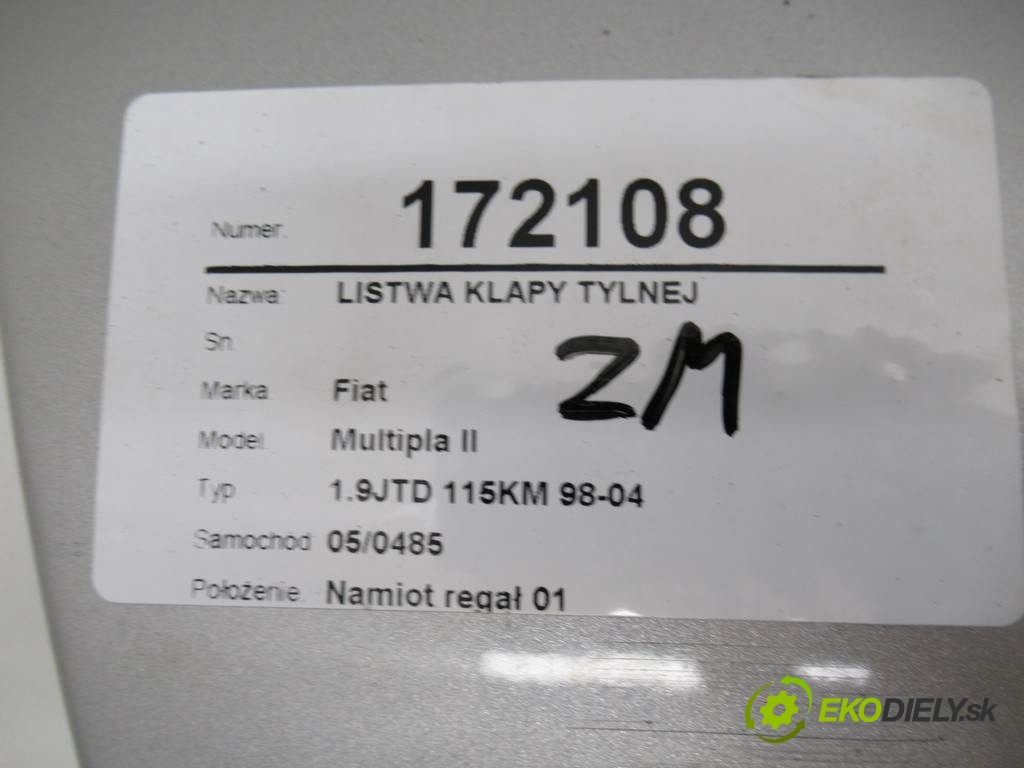 Numer. 172108
Nazwa: LISTWA KLAPY TYLNEJ
Sn
ZM
Marka Fiat
Model. Multipla II
Typ 1.9JTD 115KM 98-04
Samochód 05/0485
Położenie. Namiot regał 01
EKODIELY.sk